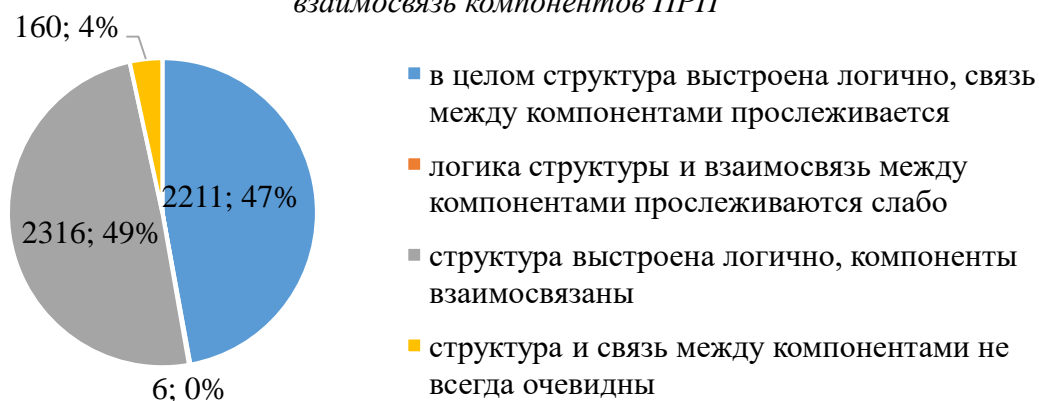 взаимосвязь компонентов ПРП
160; 4%
2211; 47%
2316; 49%
6; 0%
в целом структура выстроена логично, связь
между компонентами прослеживается
логика структуры и взаимосвязь между
компонентами прослеживаются слабо
структура выстроена логично, компоненты
взаимосвязаны
структура и связь между компонентами не
всегда очевидны